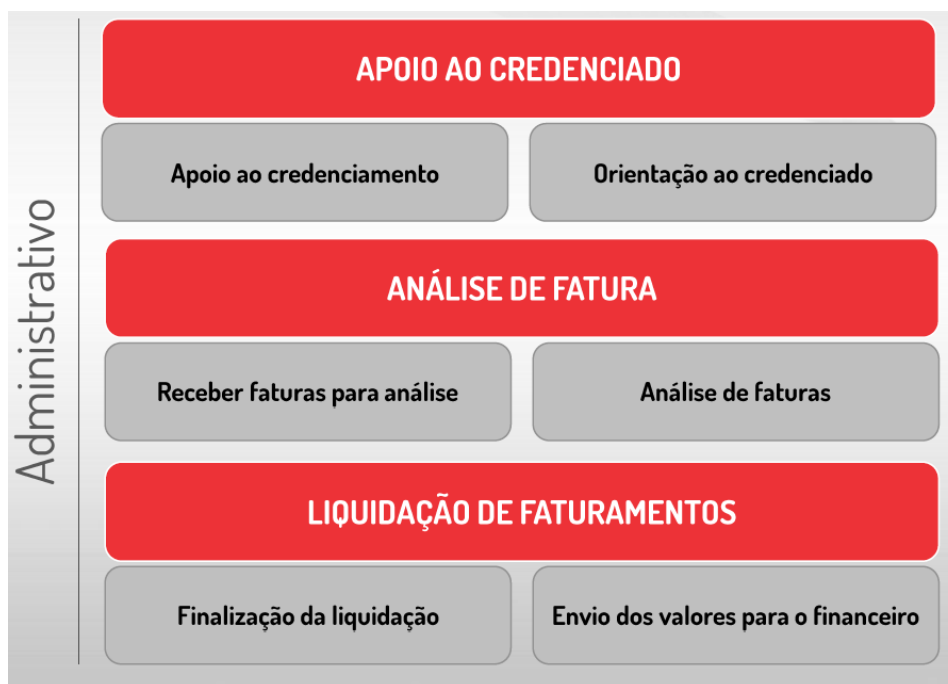 Administrativo
APOIO AO CREDENCIADO
Apoio ao credenciamento
Orientação ao credenciado
ANÁLISE DE FATURA
Receber faturas para análise
Análise de faturas
LIQUIDAÇÃO DE FATURAMENTOS
Finalização da liquidação
Envio dos valores para o financeiro